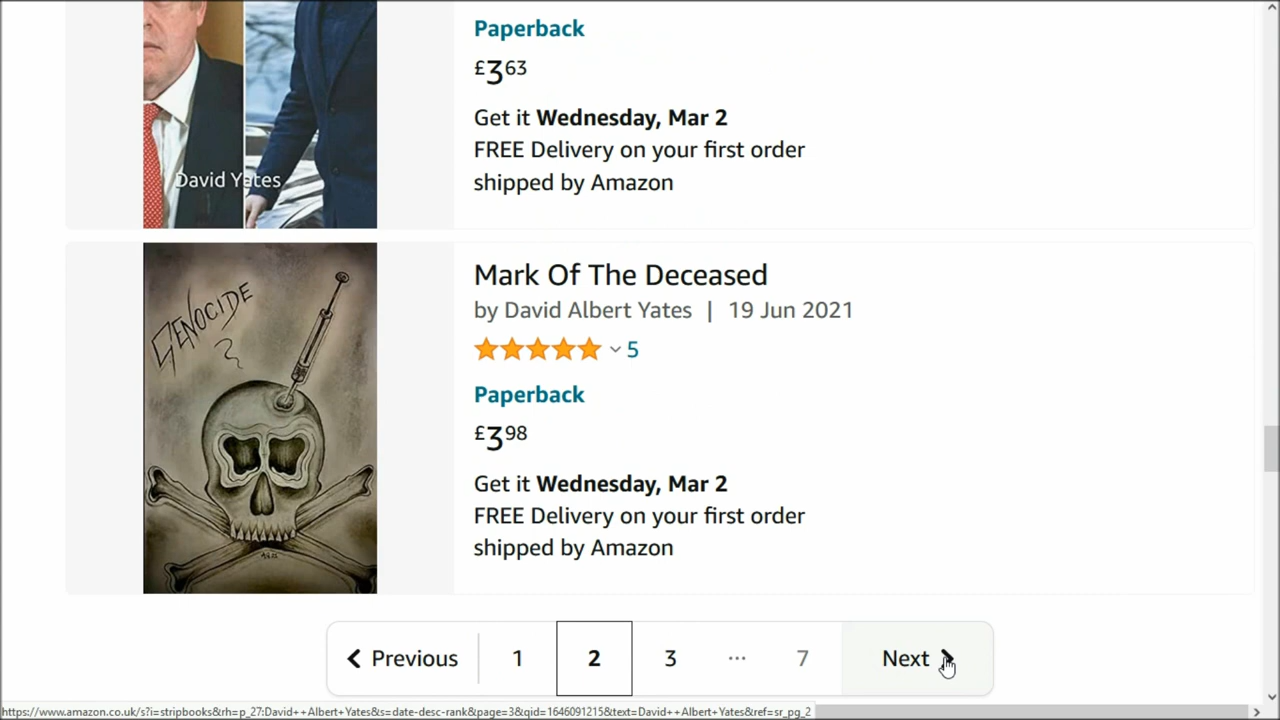 Paperback
£3 63
Get it Wednesday, Mar 2
FREE Delivery on your first order
shipped by Amazon
David Yates
GENOCIDE
?
Mark Of The Deceased
by David Albert Yates | 19 Jun 2021
5
Paperback
£3 98
Get it Wednesday, Mar 2
FREE Delivery on your first order
shipped by Amazon
Previous 1 2 3 ... 7 Next
https://www.amazon.co.uk/s?i=stripbooks&rh=p_27:David++Albert+Yates&s=date-desc-rank&page=3&qid=1646091215&text=David++Albert+Yates&ref=sr_pg_2